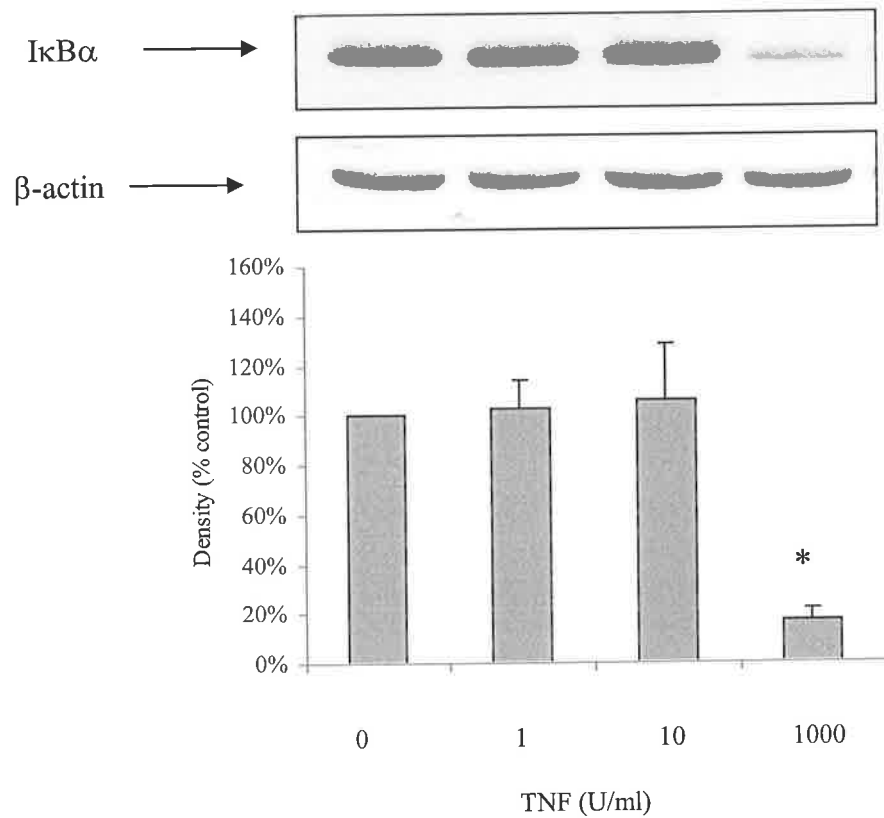 IκBα
β-actin
160%
140%
120%
100%
80%
60%
40%
20%
0%
Density (% control)
*
0 1 10 1000
TNF (U/ml)